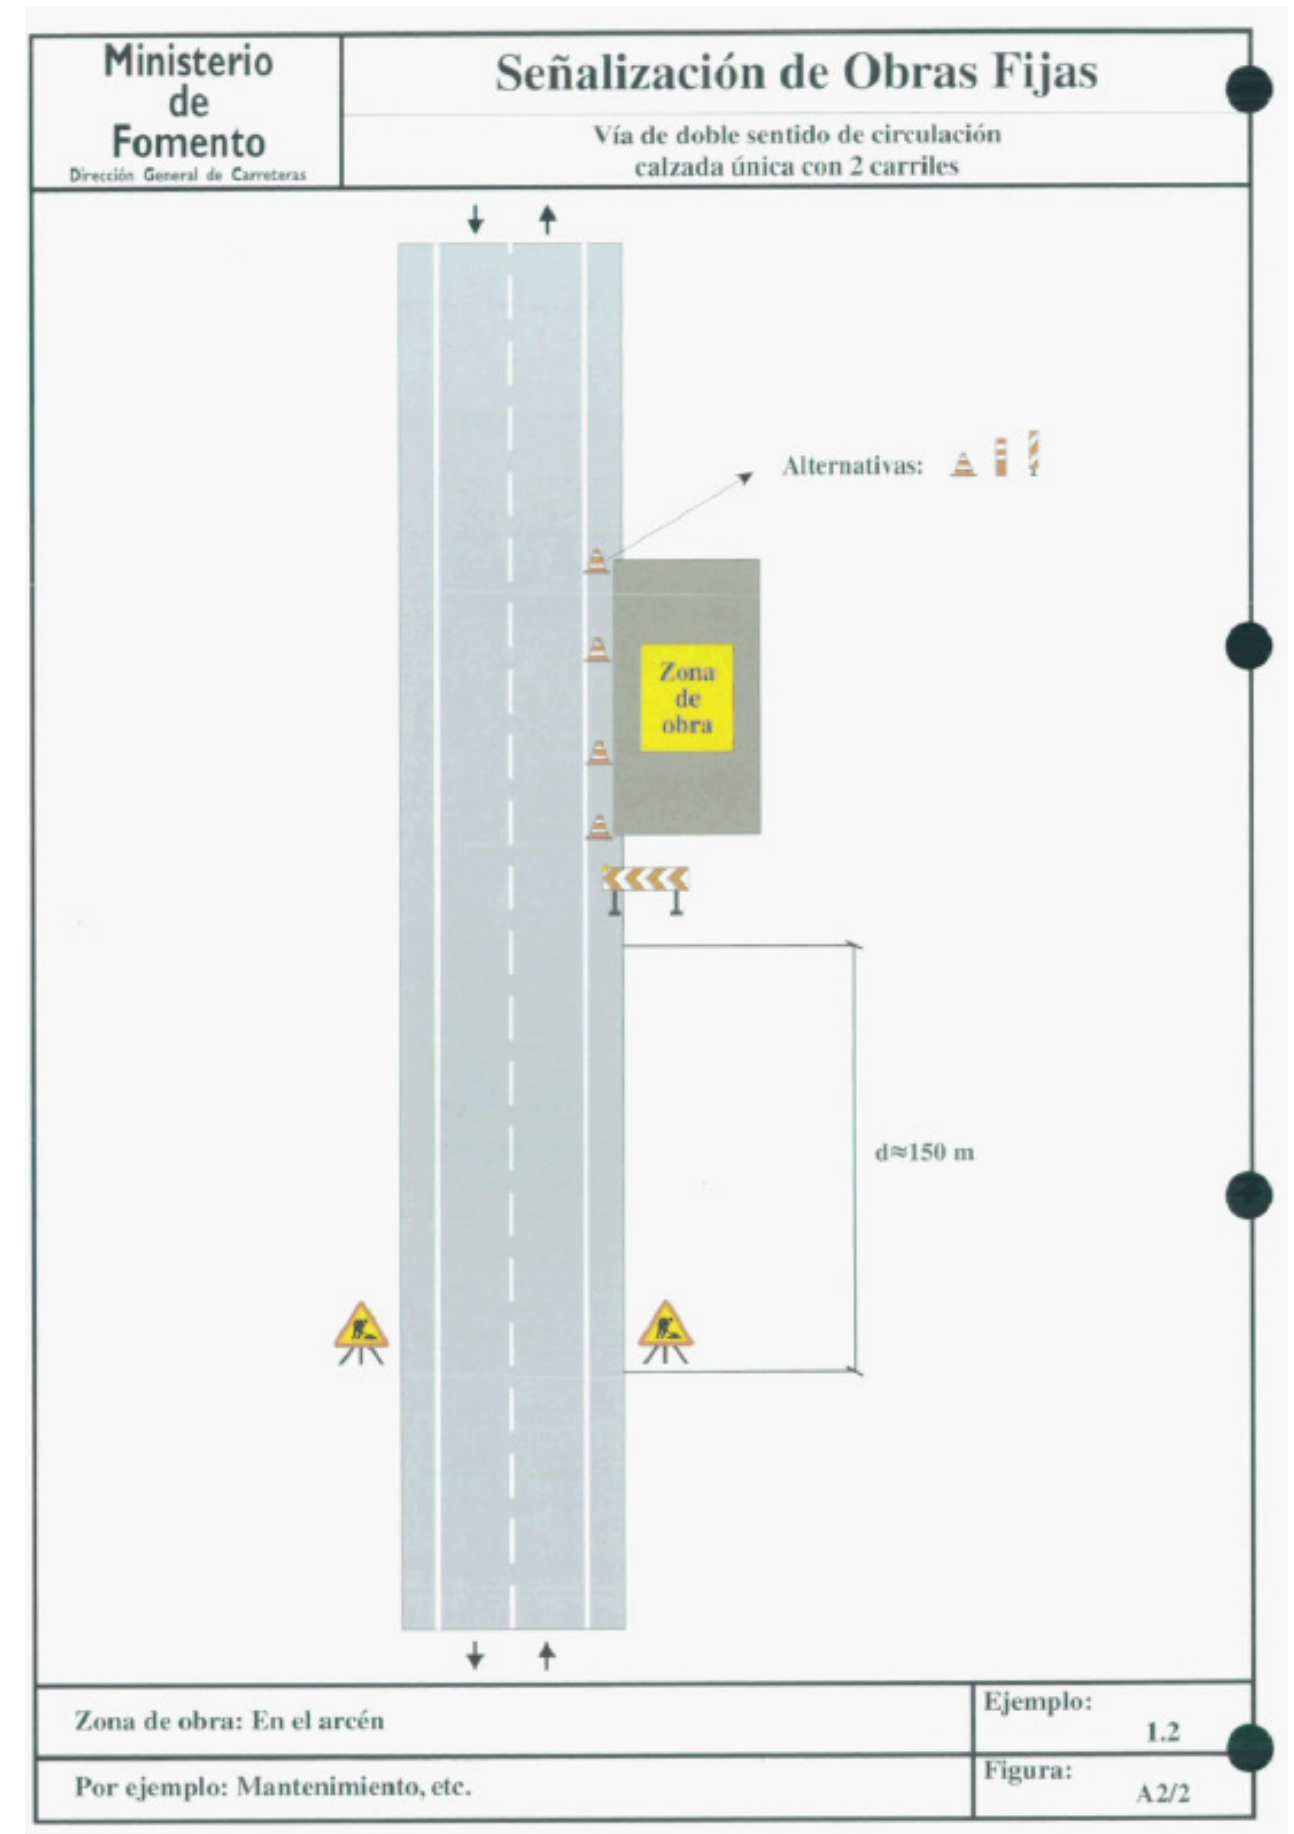 Ministerio
de
Fomento
Dirección General de Carreteras
Señalización de Obras Fijas
Vía de doble sentido de circulación
calzada única con 2 carriles
Alternativas:
Zona
de
obra
d≈150 m
Zona de obra: En el arcén
Ejemplo:
1.2
Por ejemplo: Mantenimiento, etc.
Figura:
A2/2